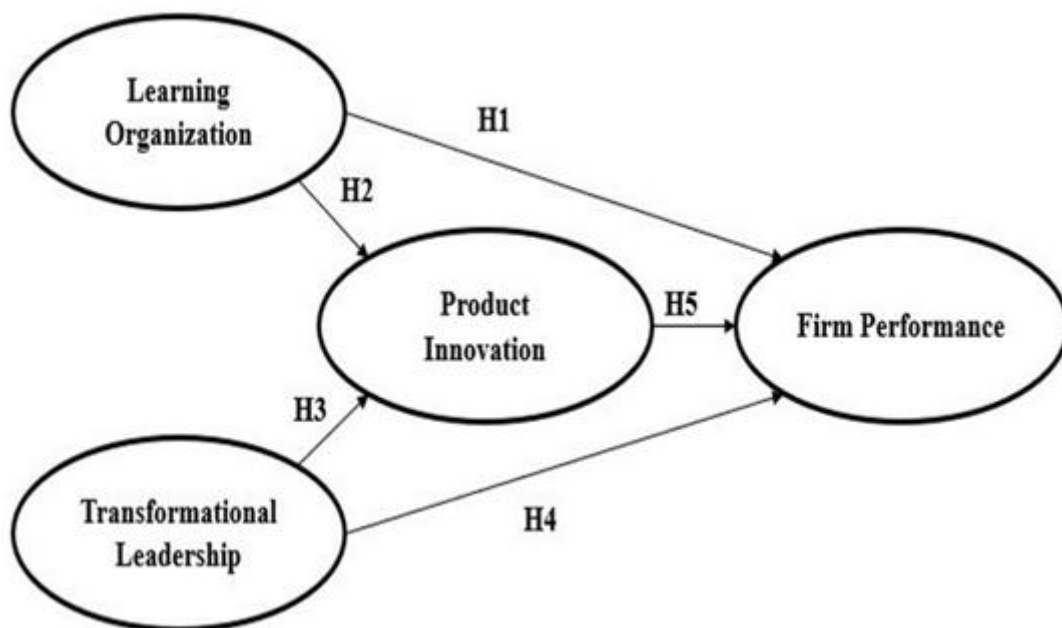 Learning
Organization
H1
H2
Product
Innovation
H5
Firm Performance
H3
Transformational
Leadership
H4